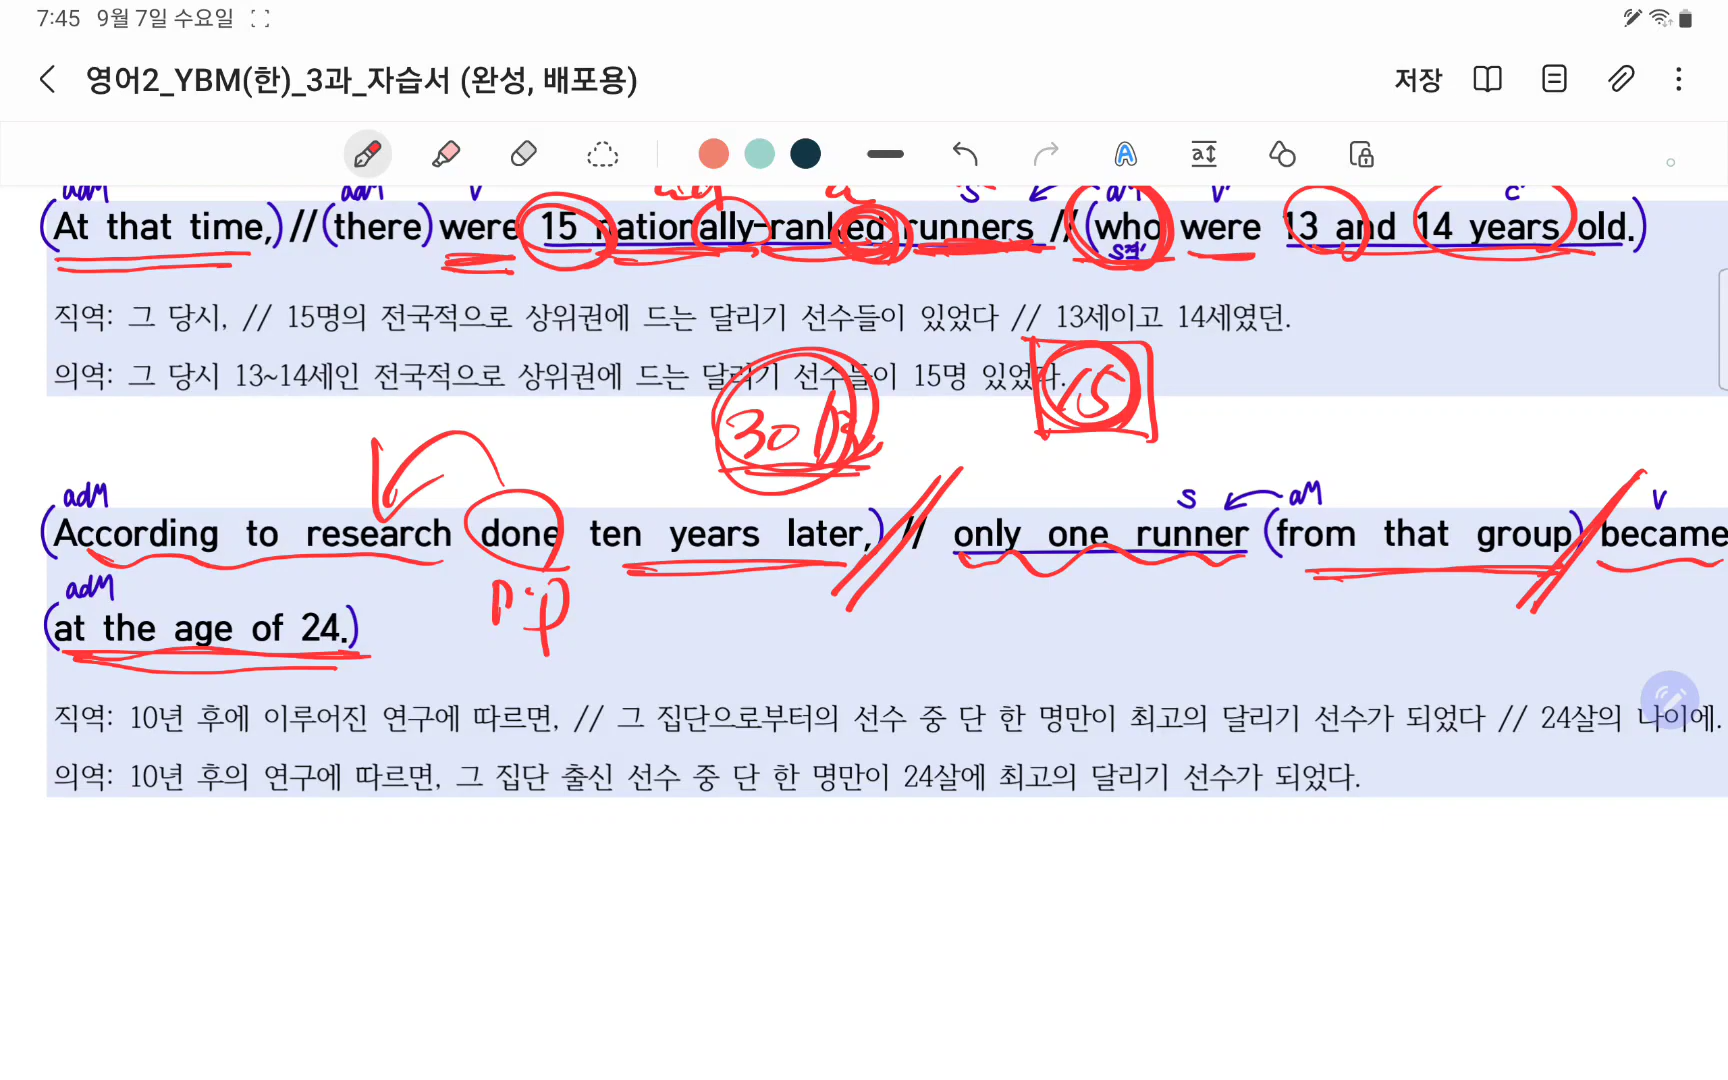 7:45 9월 7일 수요일
영어2_YBM(한)_3과_자습서 (완성, 배포용)
저장
adM adM v s aM v' c'
(At that time,) // (there) were 15 nationally-ranked runners // (who were 13 and 14 years old.)
직역: 그 당시, // 15명의 전국적으로 상위권에 드는 달리기 선수들이 있었다 // 13세이고 14세였던.
의역: 그 당시 13~14세인 전국적으로 상위권에 드는 달리기 선수들이 15명 있었다.
30 15
adM s aM v
(According to research done ten years later,) // only one runner (from that group) became
adM
(at the age of 24.)
p.p
직역: 10년 후에 이루어진 연구에 따르면, // 그 집단으로부터의 선수 중 단 한 명만이 최고의 달리기 선수가 되었다 // 24살의 나이에.
의역: 10년 후의 연구에 따르면, 그 집단 출신 선수 중 단 한 명만이 24살에 최고의 달리기 선수가 되었다.